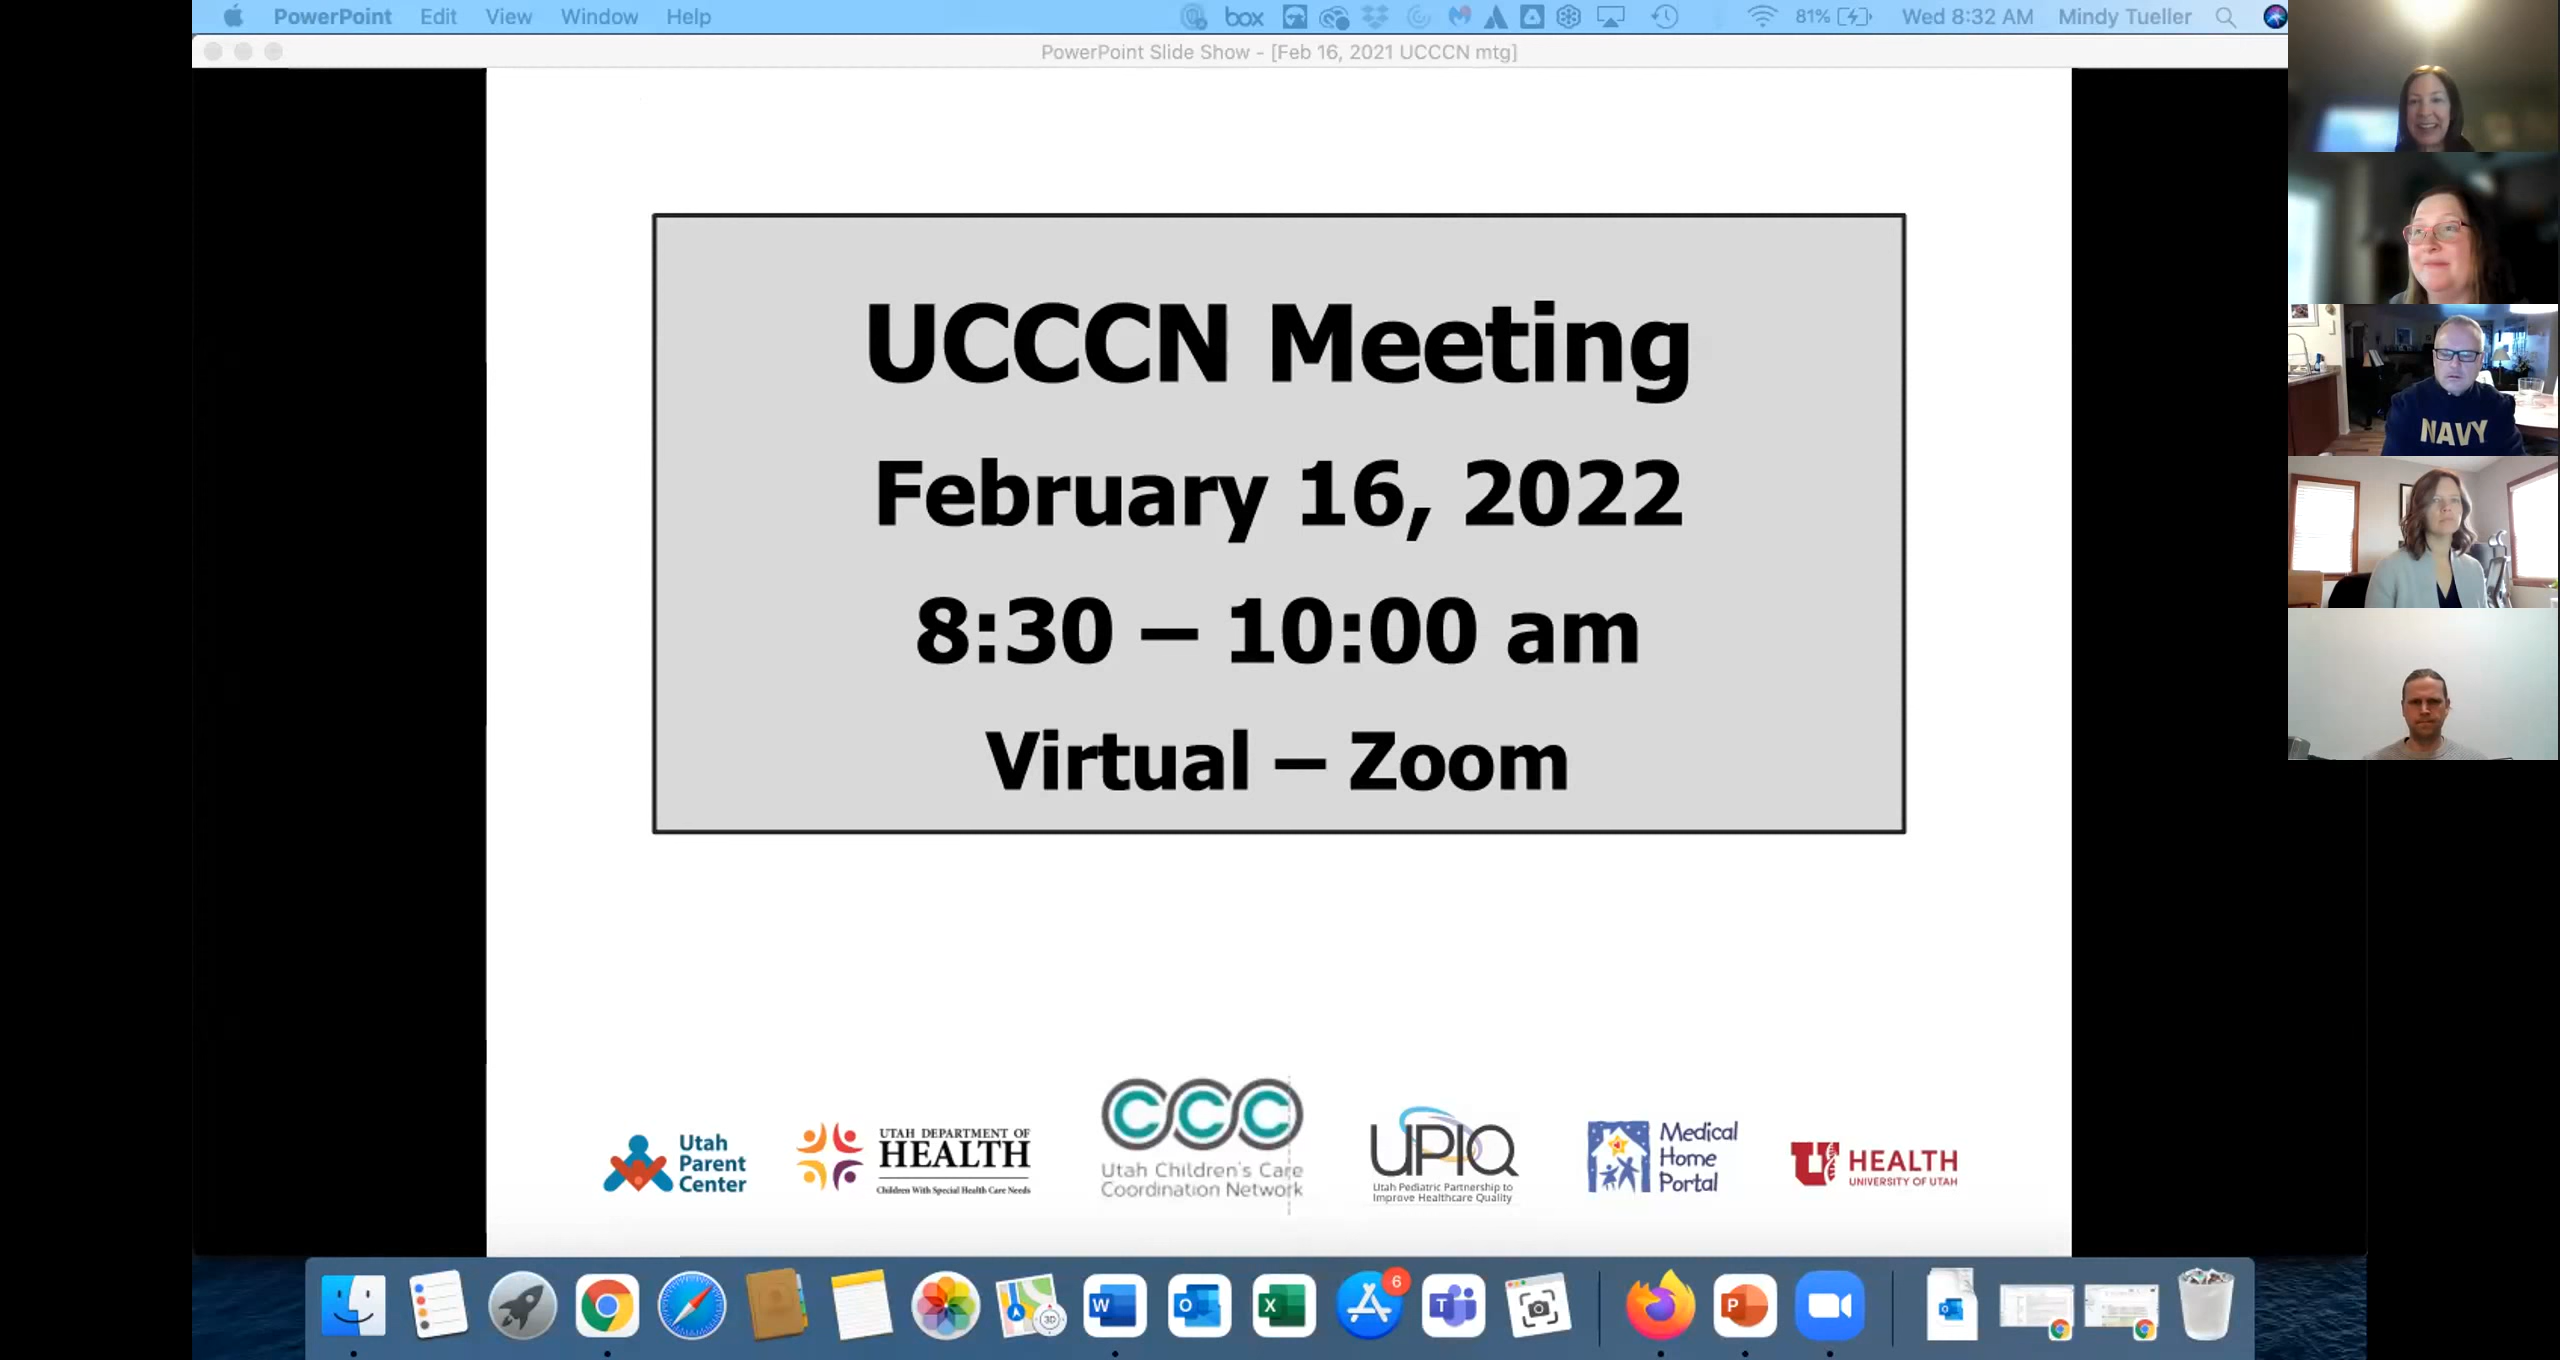 PowerPoint Edit View Window Help box 81% Wed 8:32 AM Mindy Tueller
PowerPoint Slide Show - [Feb 16, 2021 UCCCN mtg]
UCCCN Meeting
February 16, 2022
8:30 – 10:00 am
Virtual – Zoom
NAVY
Utah
Parent
Center
UTAH DEPARTMENT OF
HEALTH
Children With Special Health Care Needs
CCC
Utah Children's Care
Coordination Network
UPIQ
Utah Pediatric Partnership to
Improve Healthcare Quality
Medical
Home
Portal
U HEALTH
UNIVERSITY OF UTAH
3D
W
O
X
6
T
P
O